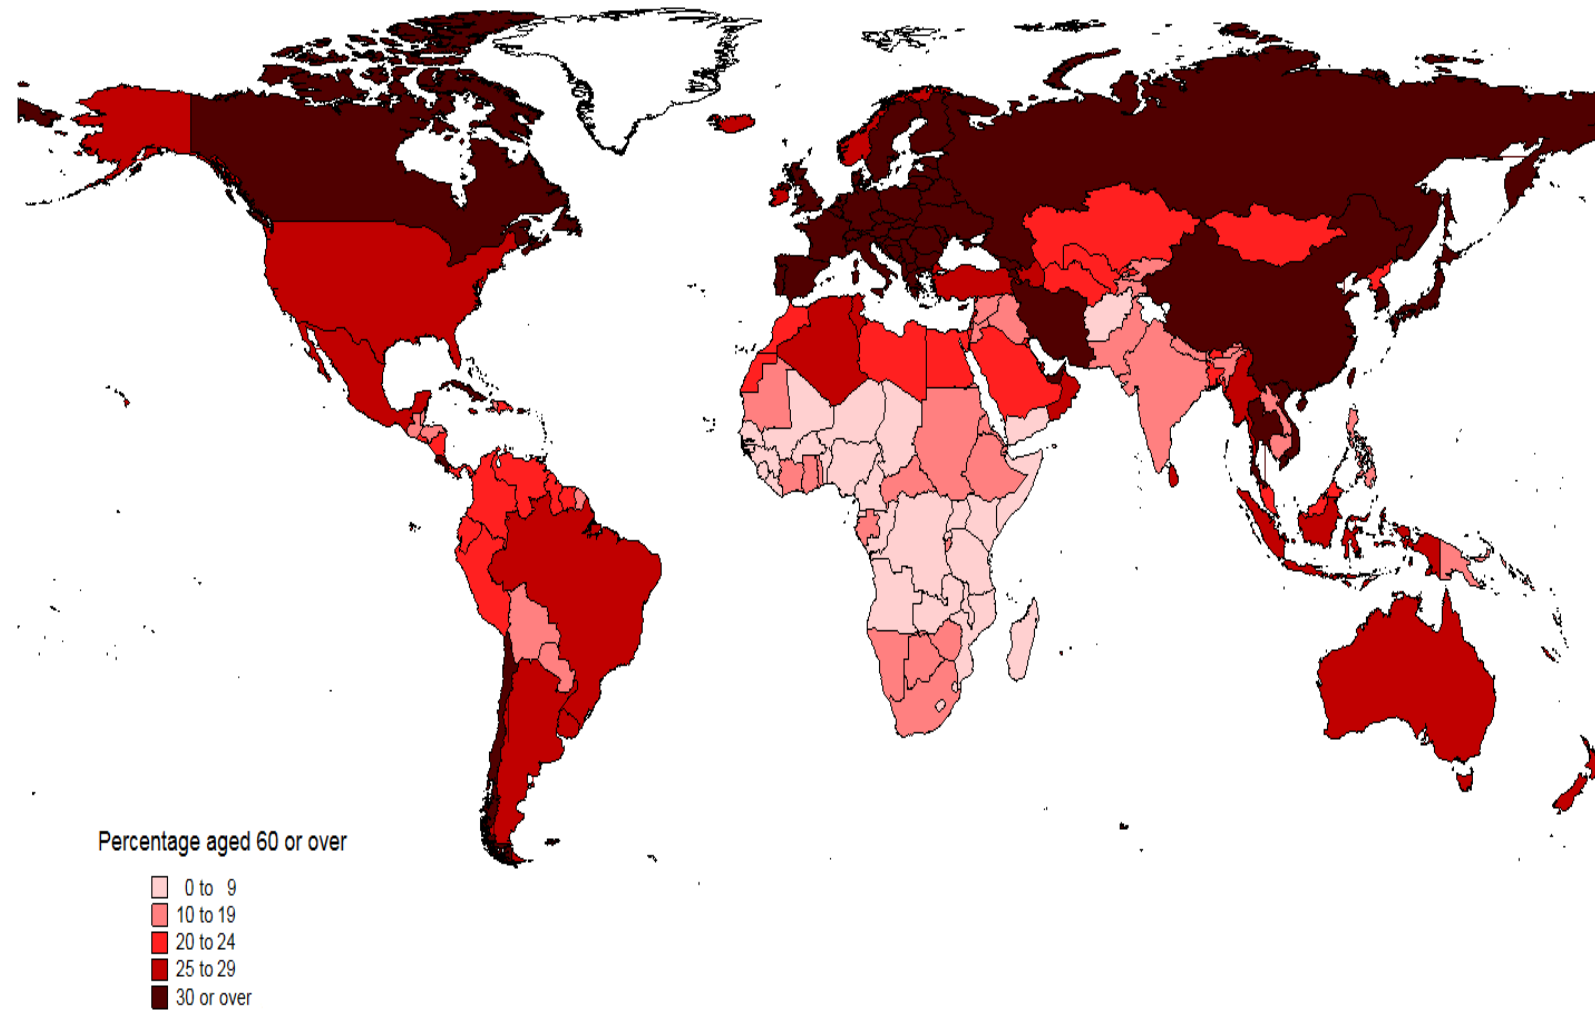 Percentage aged 60 or over
0 to 9
10 to 19
20 to 24
25 to 29
30 or over